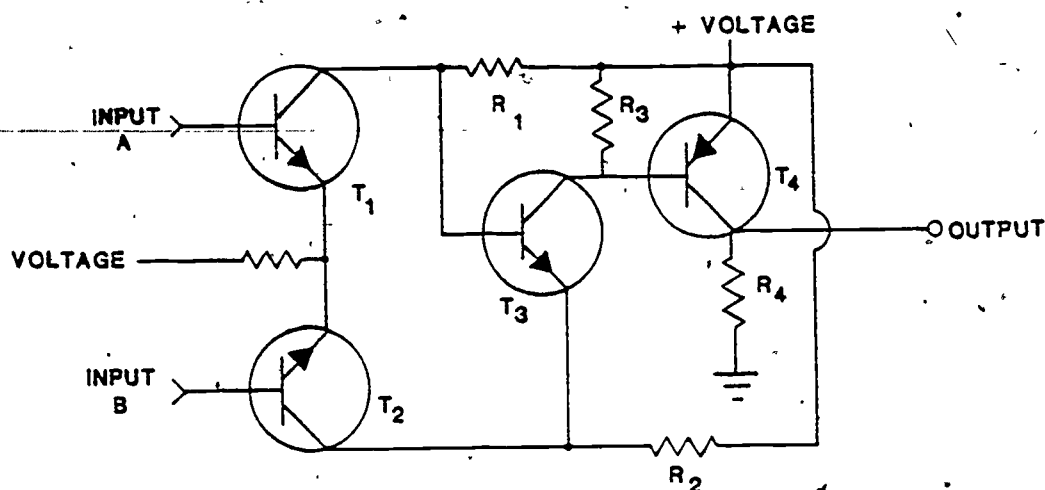 + VOLTAGE
INPUT
A
R1
R3
T1
T4
VOLTAGE
OUTPUT
T3
R4
INPUT
B
T2
R2